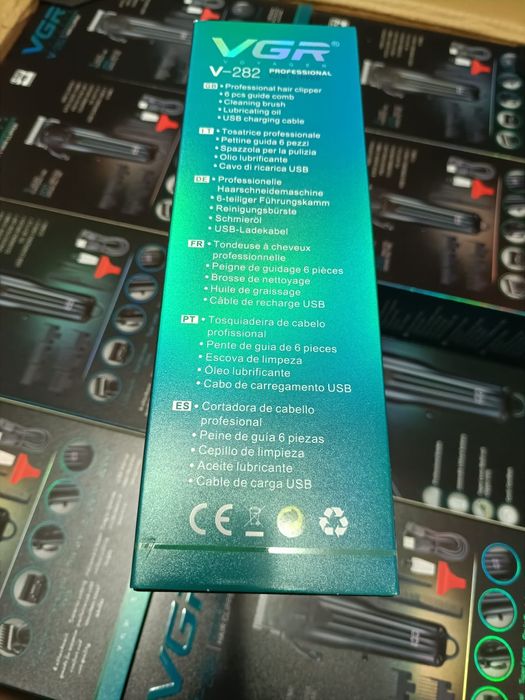 VGR®
VOYAGER
V-282 PROFESSIONAL
GB • Professional hair clipper
• 6 pcs guide comb
• Cleaning brush
• Lubricating oil
• USB charging cable
IT • Tosatrice professionale
• Pettine guida 6 pezzi
• Spazzola per la pulizia
• Olio lubrificante
• Cavo di ricarica USB
DE • Professionelle
Haarschneidemaschine
• 6-teiliger Führungskamm
• Reinigungsbürste
• Schmieröl
• USB-Ladekabel
FR • Tondeuse à cheveux
professionnelle
• Peigne de guidage 6 pièces
• Brosse de nettoyage
• Huile de graissage
• Câble de recharge USB
PT • Tosquiadeira de cabelo
profissional
• Pente de guia de 6 pieces
• Escova de limpeza
• Óleo lubrificante
• Cabo de carregamento USB
ES • Cortadora de cabello
profesional
• Peine de guía 6 piezas
• Cepillo de limpieza
• Aceite lubricante
• Cable de carga USB
CE
VGR
VGR